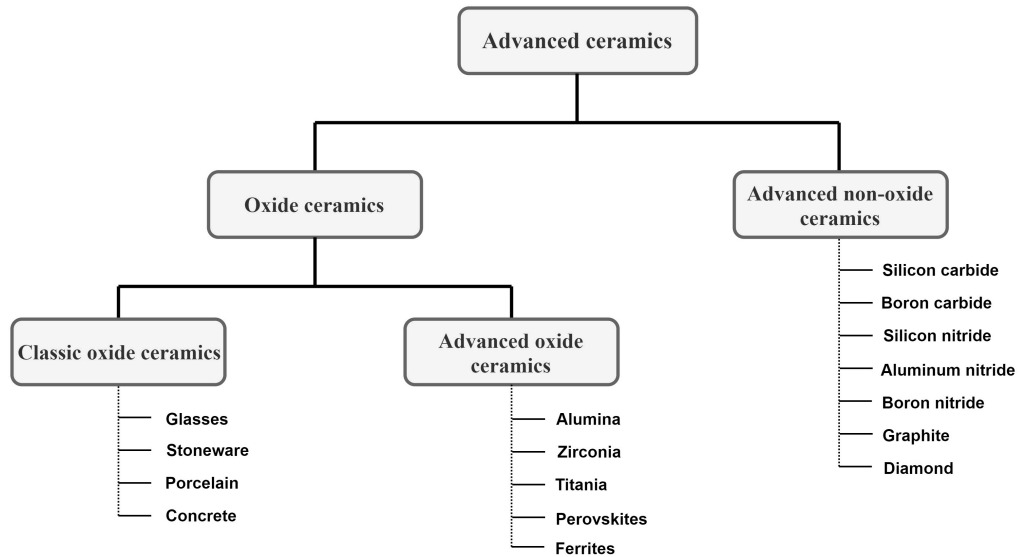 Advanced ceramics
Oxide ceramics
Advanced non-oxide
ceramics
Classic oxide ceramics
Advanced oxide
ceramics
Glasses
Stoneware
Porcelain
Concrete
Alumina
Zirconia
Titania
Perovskites
Ferrites
Silicon carbide
Boron carbide
Silicon nitride
Aluminum nitride
Boron nitride
Graphite
Diamond